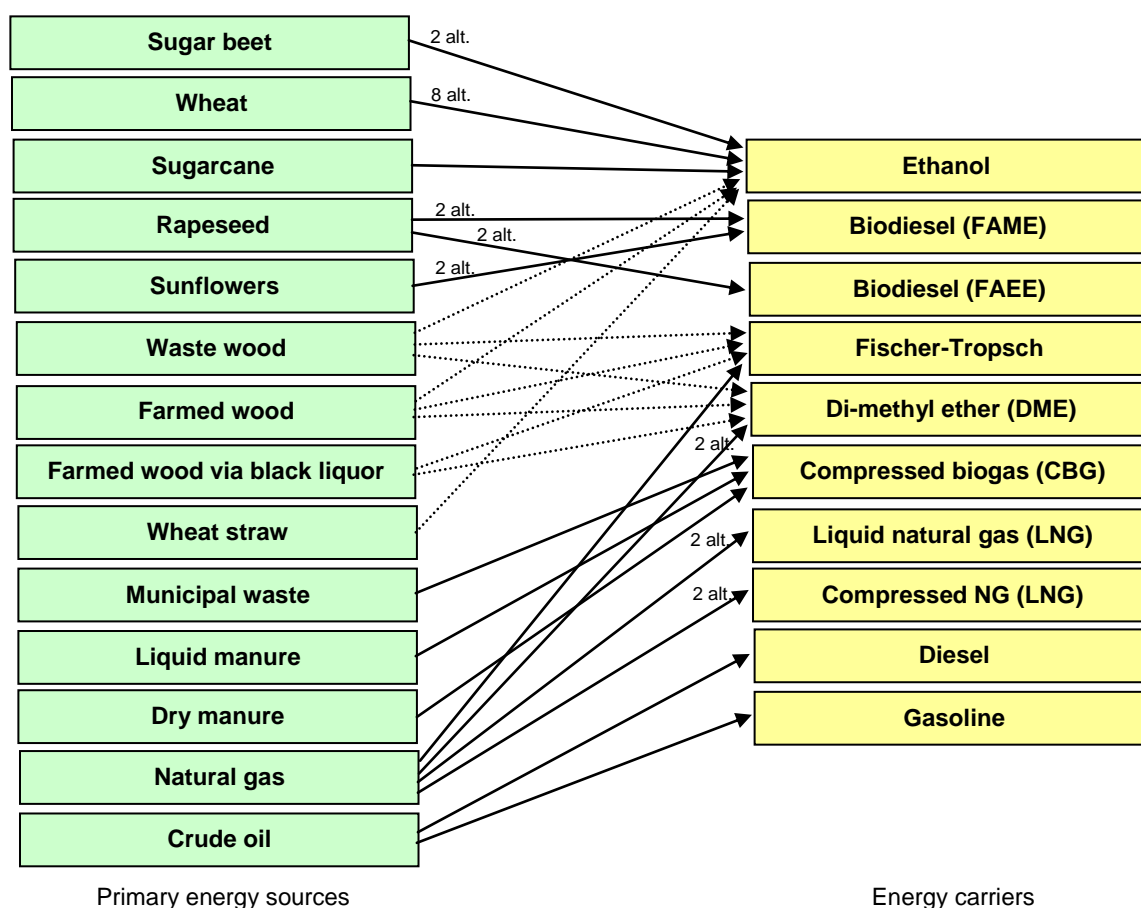 Sugar beet
2 alt.
Wheat
8 alt.
Sugarcane
Ethanol
Rapeseed
2 alt.
2 alt.
Biodiesel (FAME)
Sunflowers
2 alt.
Biodiesel (FAEE)
Waste wood
Fischer-Tropsch
Farmed wood
Di-methyl ether (DME)
2 alt.
Farmed wood via black liquor
Compressed biogas (CBG)
Wheat straw
2 alt.
Liquid natural gas (LNG)
Municipal waste
2 alt.
Compressed NG (LNG)
Liquid manure
Diesel
Dry manure
Gasoline
Natural gas
Crude oil
Primary energy sources
Energy carriers